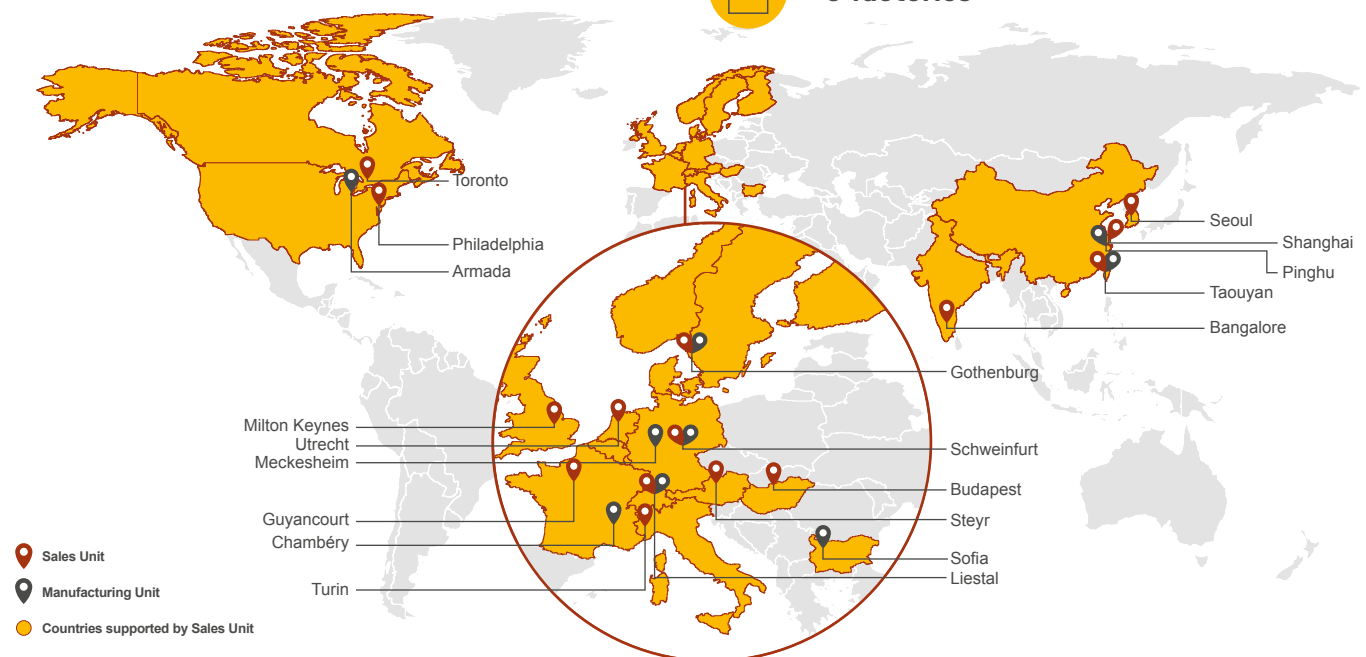 Toronto
Philadelphia
Armada
Seoul
Shanghai
Pinghu
Taouyan
Bangalore
Gothenburg
Milton Keynes
Utrecht
Meckesheim
Schweinfurt
Budapest
Guyancourt
Steyr
Chambéry
Sofia
Liestal
Turin
Sales Unit
Manufacturing Unit
Countries supported by Sales Unit